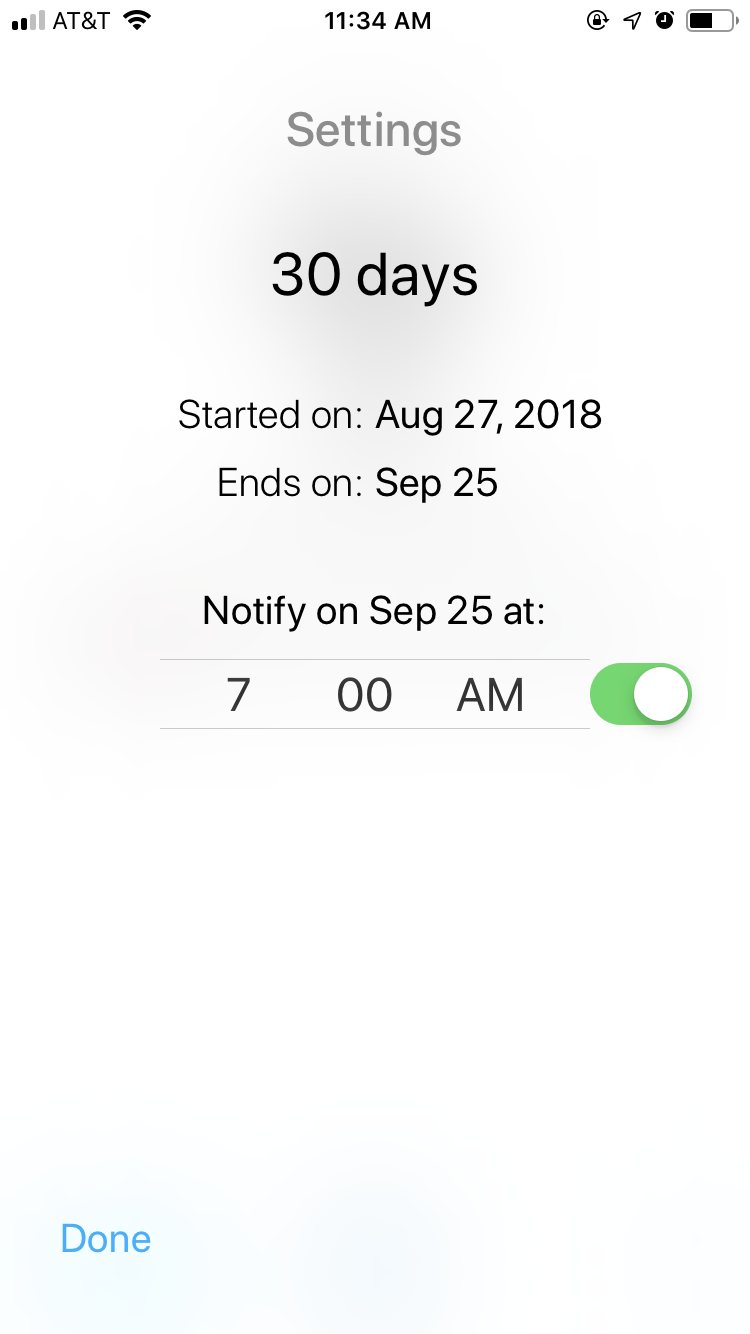 AT&T 11:34 AM
Settings
30 days
Started on: Aug 27, 2018
Ends on: Sep 25
Notify on Sep 25 at:
7 00 AM
Done